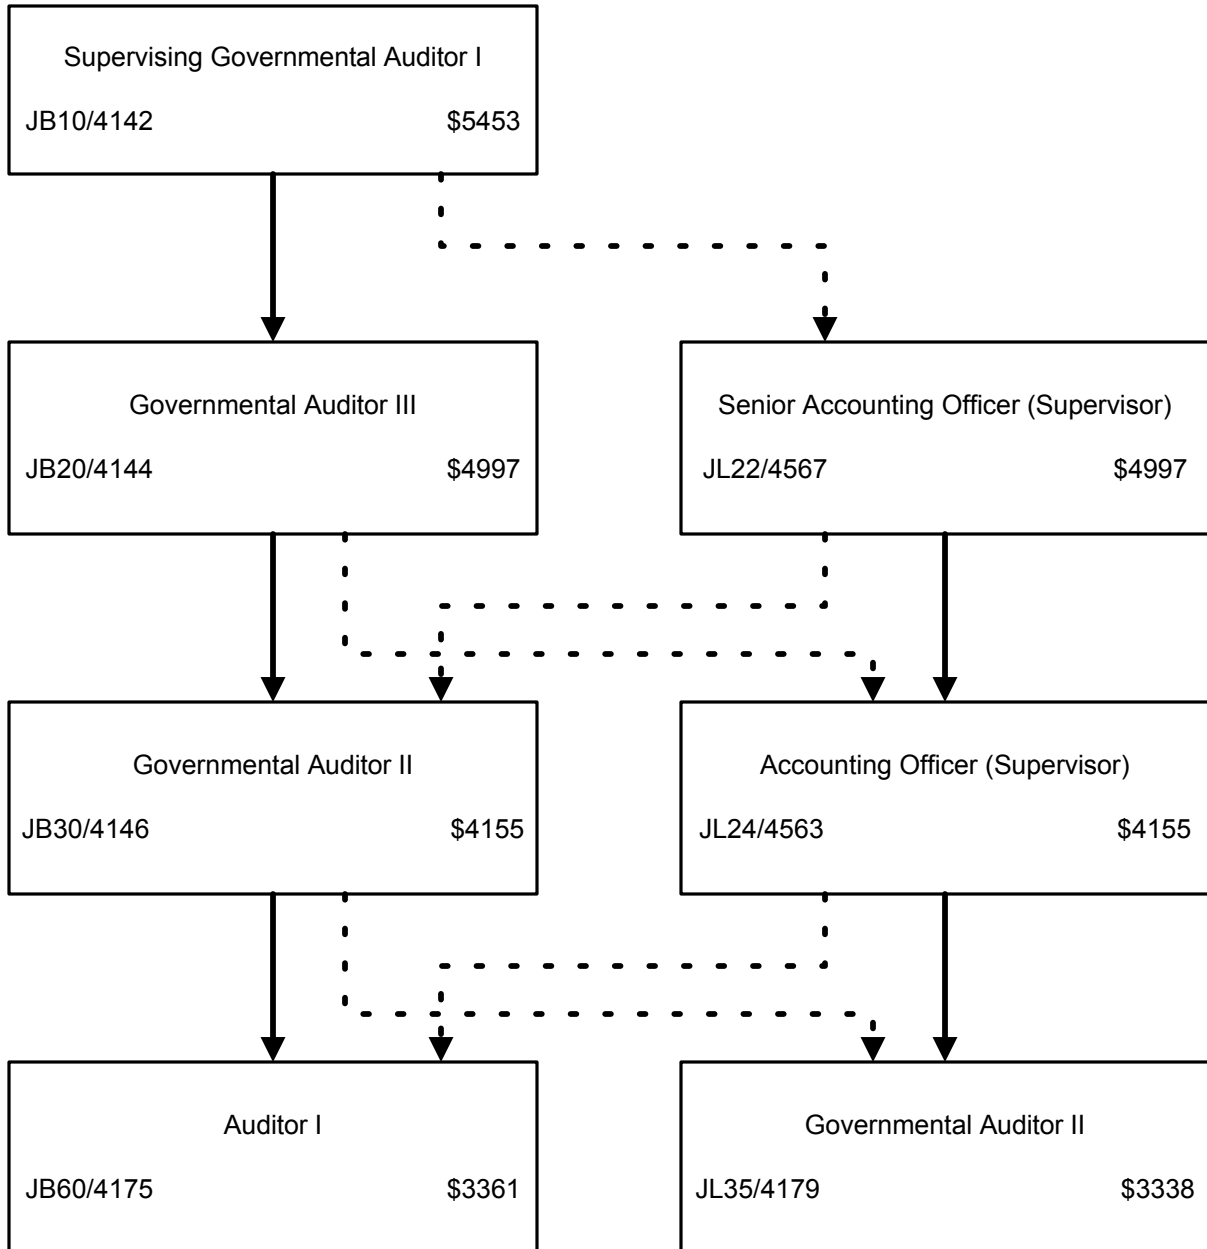 Supervising Governmental Auditor I
JB10/4142 $5453
Governmental Auditor III
JB20/4144 $4997
Senior Accounting Officer (Supervisor)
JL22/4567 $4997
Governmental Auditor II
JB30/4146 $4155
Accounting Officer (Supervisor)
JL24/4563 $4155
Auditor I
JB60/4175 $3361
Governmental Auditor II
JL35/4179 $3338